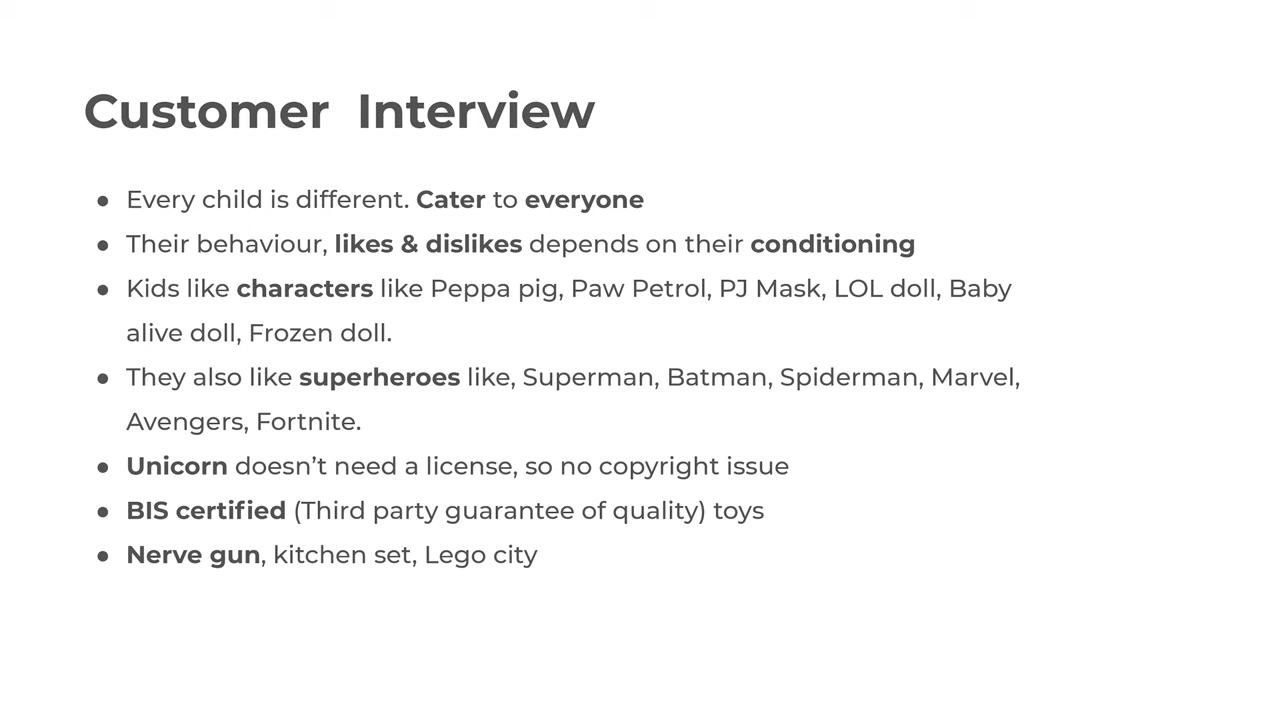 Customer Interview
● Every child is different. Cater to everyone
● Their behaviour, likes & dislikes depends on their conditioning
● Kids like characters like Peppa pig, Paw Petrol, PJ Mask, LOL doll, Baby
alive doll, Frozen doll.
● They also like superheroes like, Superman, Batman, Spiderman, Marvel,
Avengers, Fortnite.
● Unicorn doesn’t need a license, so no copyright issue
● BIS certified (Third party guarantee of quality) toys
● Nerve gun, kitchen set, Lego city